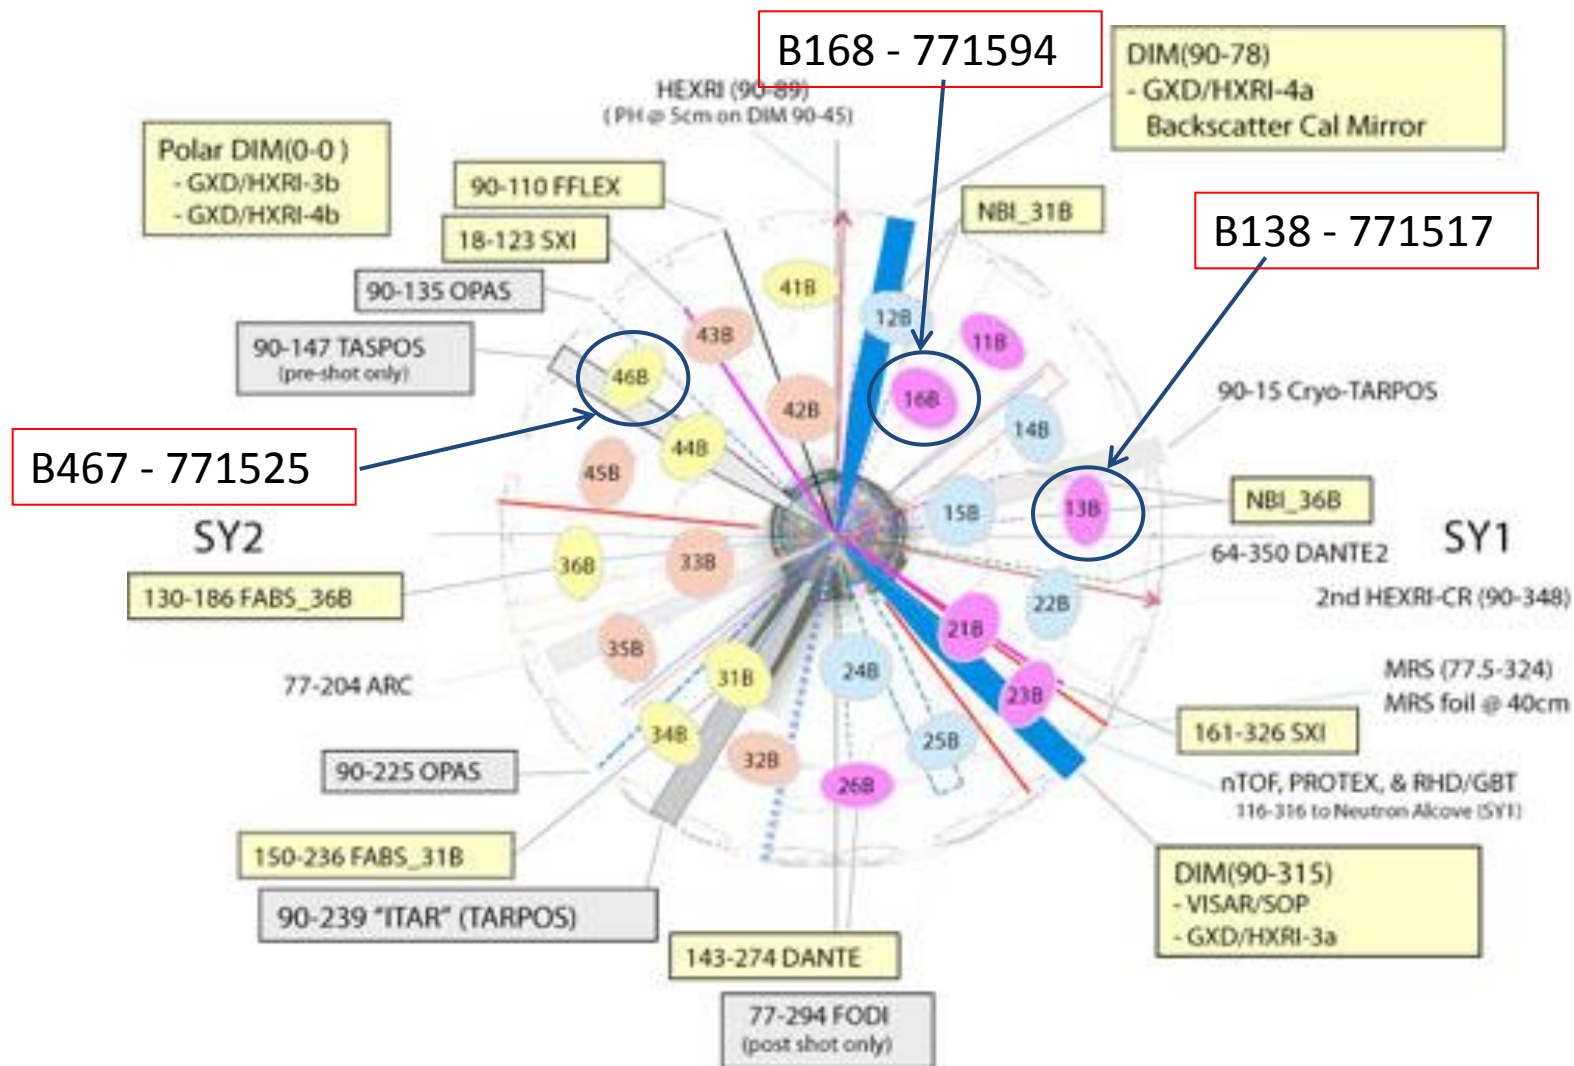 B168 - 771594
HEXRI (90-89)
( PH @ 5cm on DIM 90-45)
DIM(90-78)
- GXD/HXRI-4a
Backscatter Cal Mirror
Polar DIM(0-0 )
- GXD/HXRI-3b
- GXD/HXRI-4b
90-110 FFLEX
NBI_31B
18-123 SXI
B138 - 771517
90-135 OPAS
41B
12B
43B
11B
90-147 TASPOS
(pre-shot only)
46B
16B
90-15 Cryo-TARPOS
42B
14B
44B
B467 - 771525
45B
NBI_36B
15B
13B
SY2
SY1
36B
33B
64-350 DANTE2
130-186 FABS_36B
22B
2nd HEXRI-CR (90-348)
21B
35B
77-204 ARC
31B
24B
MRS (77.5-324)
MRS foil @ 40cm
23B
161-326 SXI
34B
25B
32B
90-225 OPAS
26B
nTOF, PROTEX, & RHD/GBT
116-316 to Neutron Alcove (SY1)
150-236 FABS_31B
DIM(90-315)
- VISAR/SOP
- GXD/HXRI-3a
90-239 "ITAR" (TARPOS)
143-274 DANTE
77-294 FODI
(post shot only)